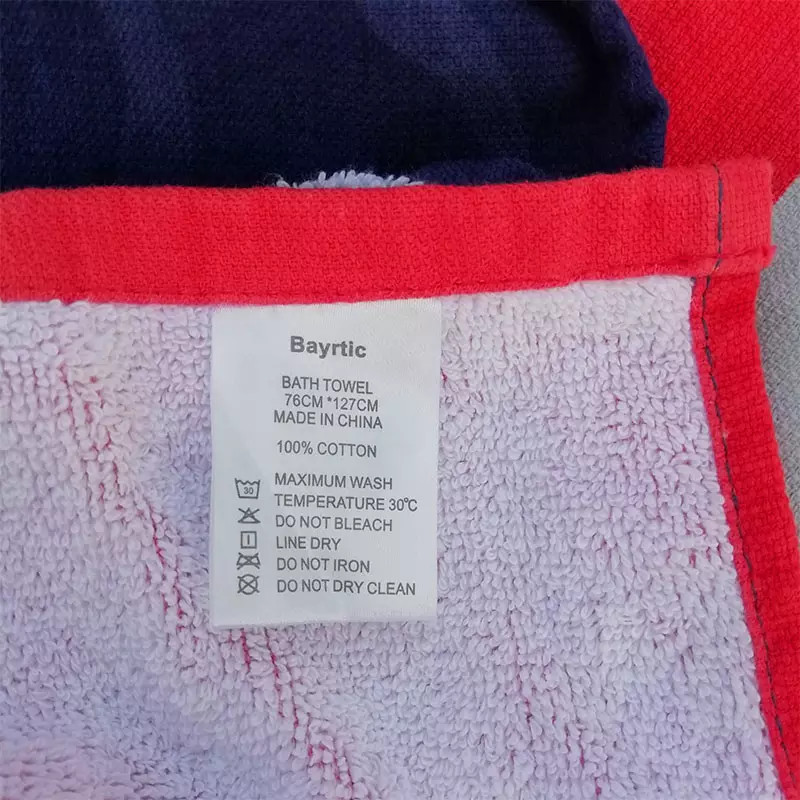 Bayrtic
BATH TOWEL
76CM *127CM
MADE IN CHINA
100% COTTON
MAXIMUM WASH
30 TEMPERATURE 30°C
DO NOT BLEACH
LINE DRY
DO NOT IRON
DO NOT DRY CLEAN